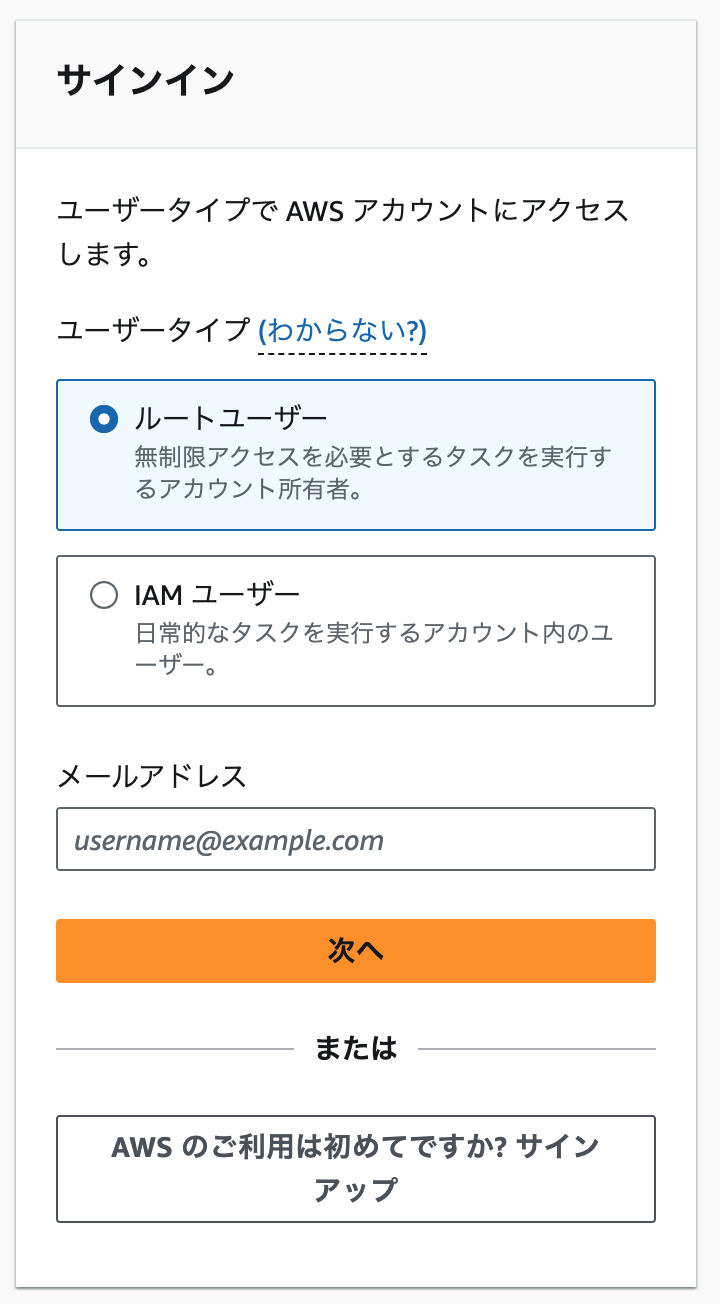 サインイン
ユーザータイプで AWS アカウントにアクセス
します。
ユーザータイプ (わからない?)
ルートユーザー
無制限アクセスを必要とするタスクを実行す
るアカウント所有者。
IAM ユーザー
日常的なタスクを実行するアカウント内のユ
ーザー。
メールアドレス
username@example.com
次へ
または
AWS のご利用は初めてですか? サイン
アップ